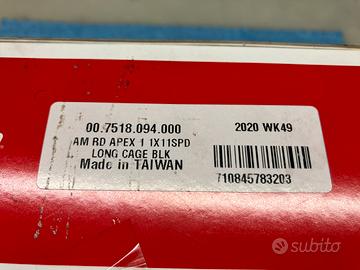 00.7518.094.000 2020 WK49
AM RD APEX 1 1X11SPD
LONG CAGE BLK
Made in TAIWAN
710845783203
subito